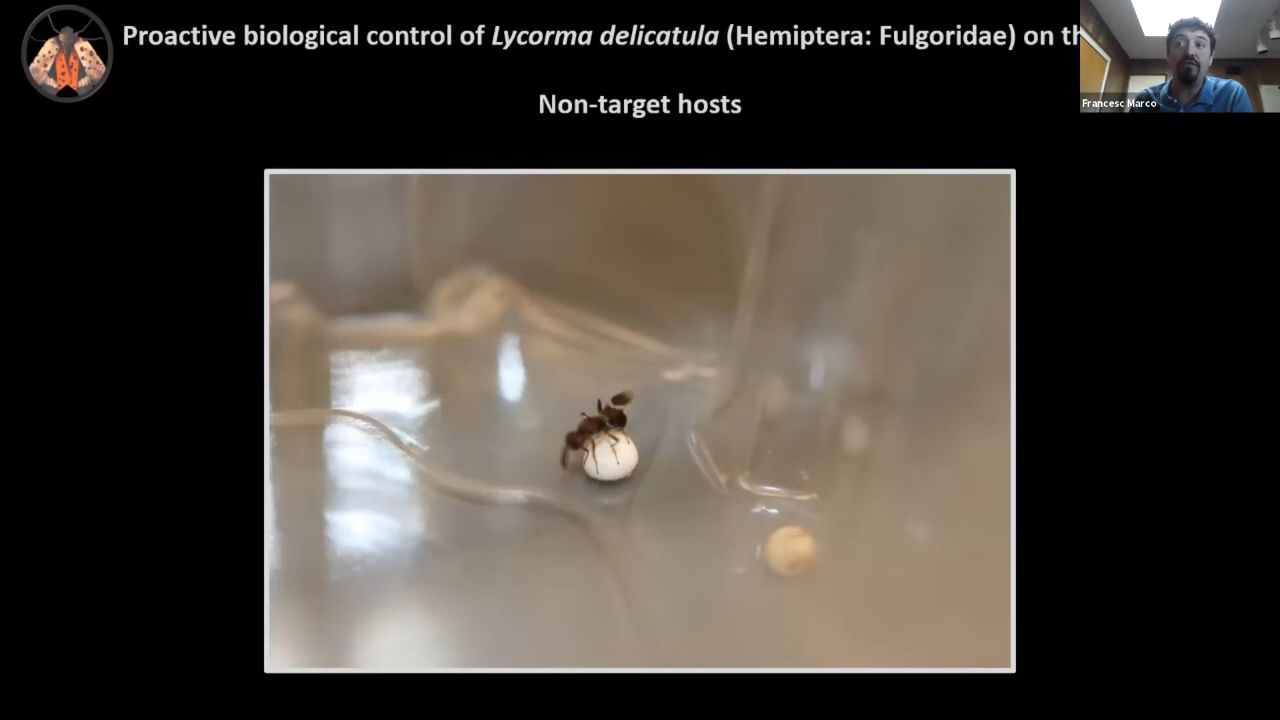 Proactive biological control of Lycorma delicatula (Hemiptera: Fulgoridae) on
Francesc Marco
Non-target hosts